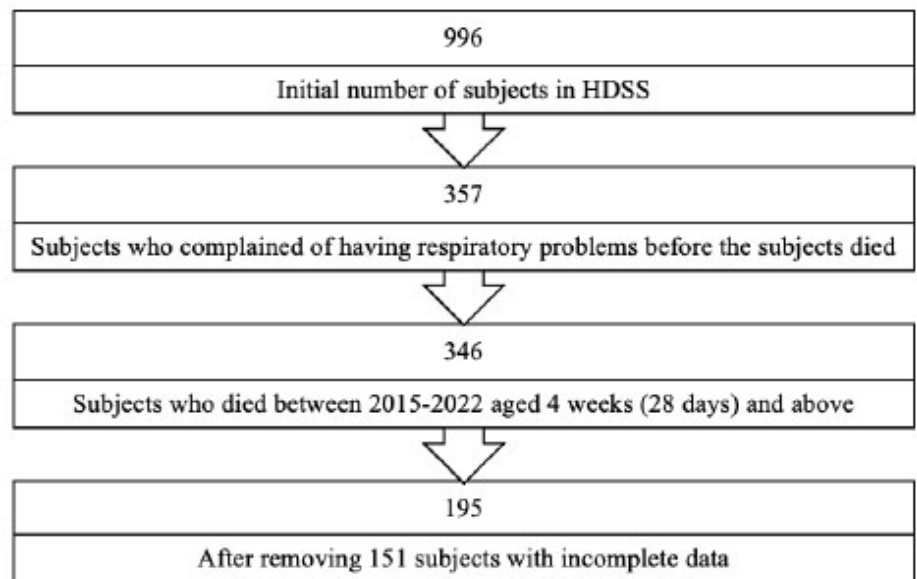 996
Initial number of subjects in HDSS
357
Subjects who complained of having respiratory problems before the subjects died
346
Subjects who died between 2015-2022 aged 4 weeks (28 days) and above
195
After removing 151 subjects with incomplete data